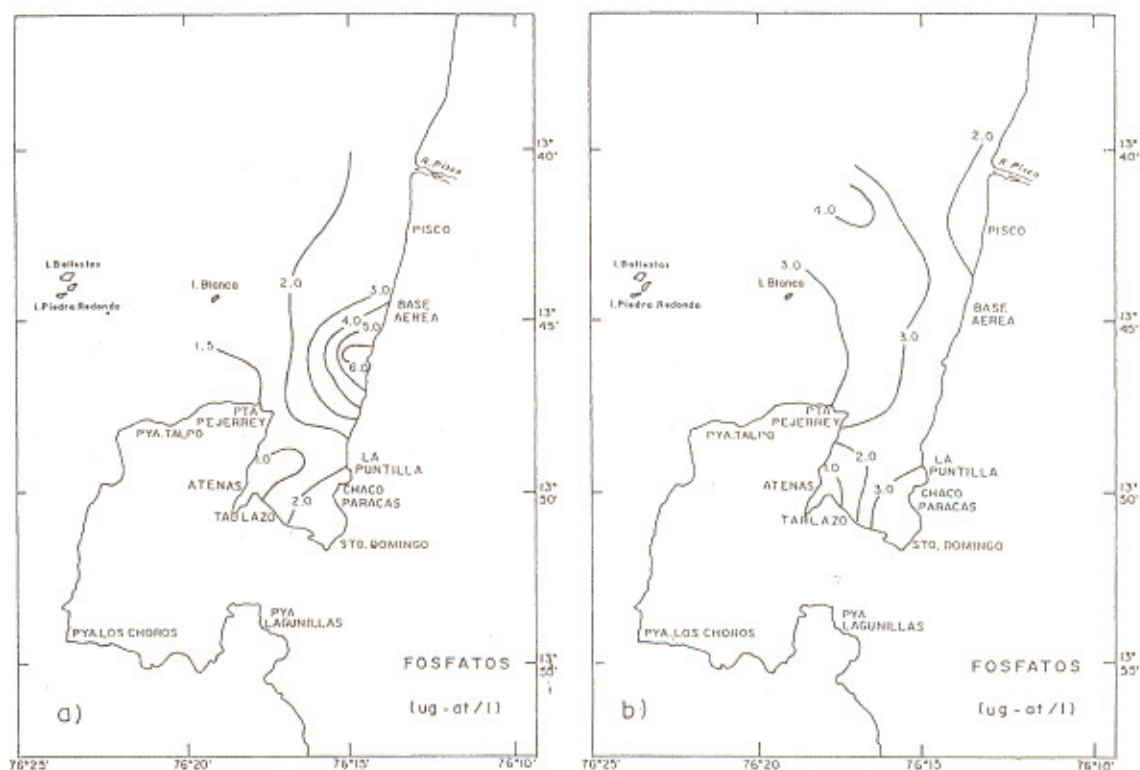 13°
40'
R. Pisco
PISCO
I. Ballestas
I. Blanca
I. Piedra Redonda
2.0
3.0
4.0
5.0
6.0
BASE
AEREA
13°
45'
1.5
PTA
PEJERREY
PYA. TALPO
1.0
LA
PUNTILLA
ATENAS
2.0
CHACO
PARACAS
13°
50'
TABLAZO
STO. DOMINGO
PYA
LAGUNILLAS
PYA. LOS CHOROS
FOSFATOS
13°
55'
a)
(ug-at/l)
76°25'
76°20'
76°15'
76°10'
2.0
13°
40'
R. Pisco
4.0
PISCO
I. Ballestas
3.0
I. Blanca
I. Piedra Redonda
BASE
AEREA
13°
45'
3.0
PTA
PEJERREY
PYA. TALPO
2.0
LA
PUNTILLA
1.0
ATENAS
3.0
CHACO
PARACAS
13°
50'
TABLAZO
STO. DOMINGO
PYA
LAGUNILLAS
PYA. LOS CHOROS
FOSFATOS
13°
55'
b)
(ug-at/l)
76°25'
76°20'
76°15'
76°10'